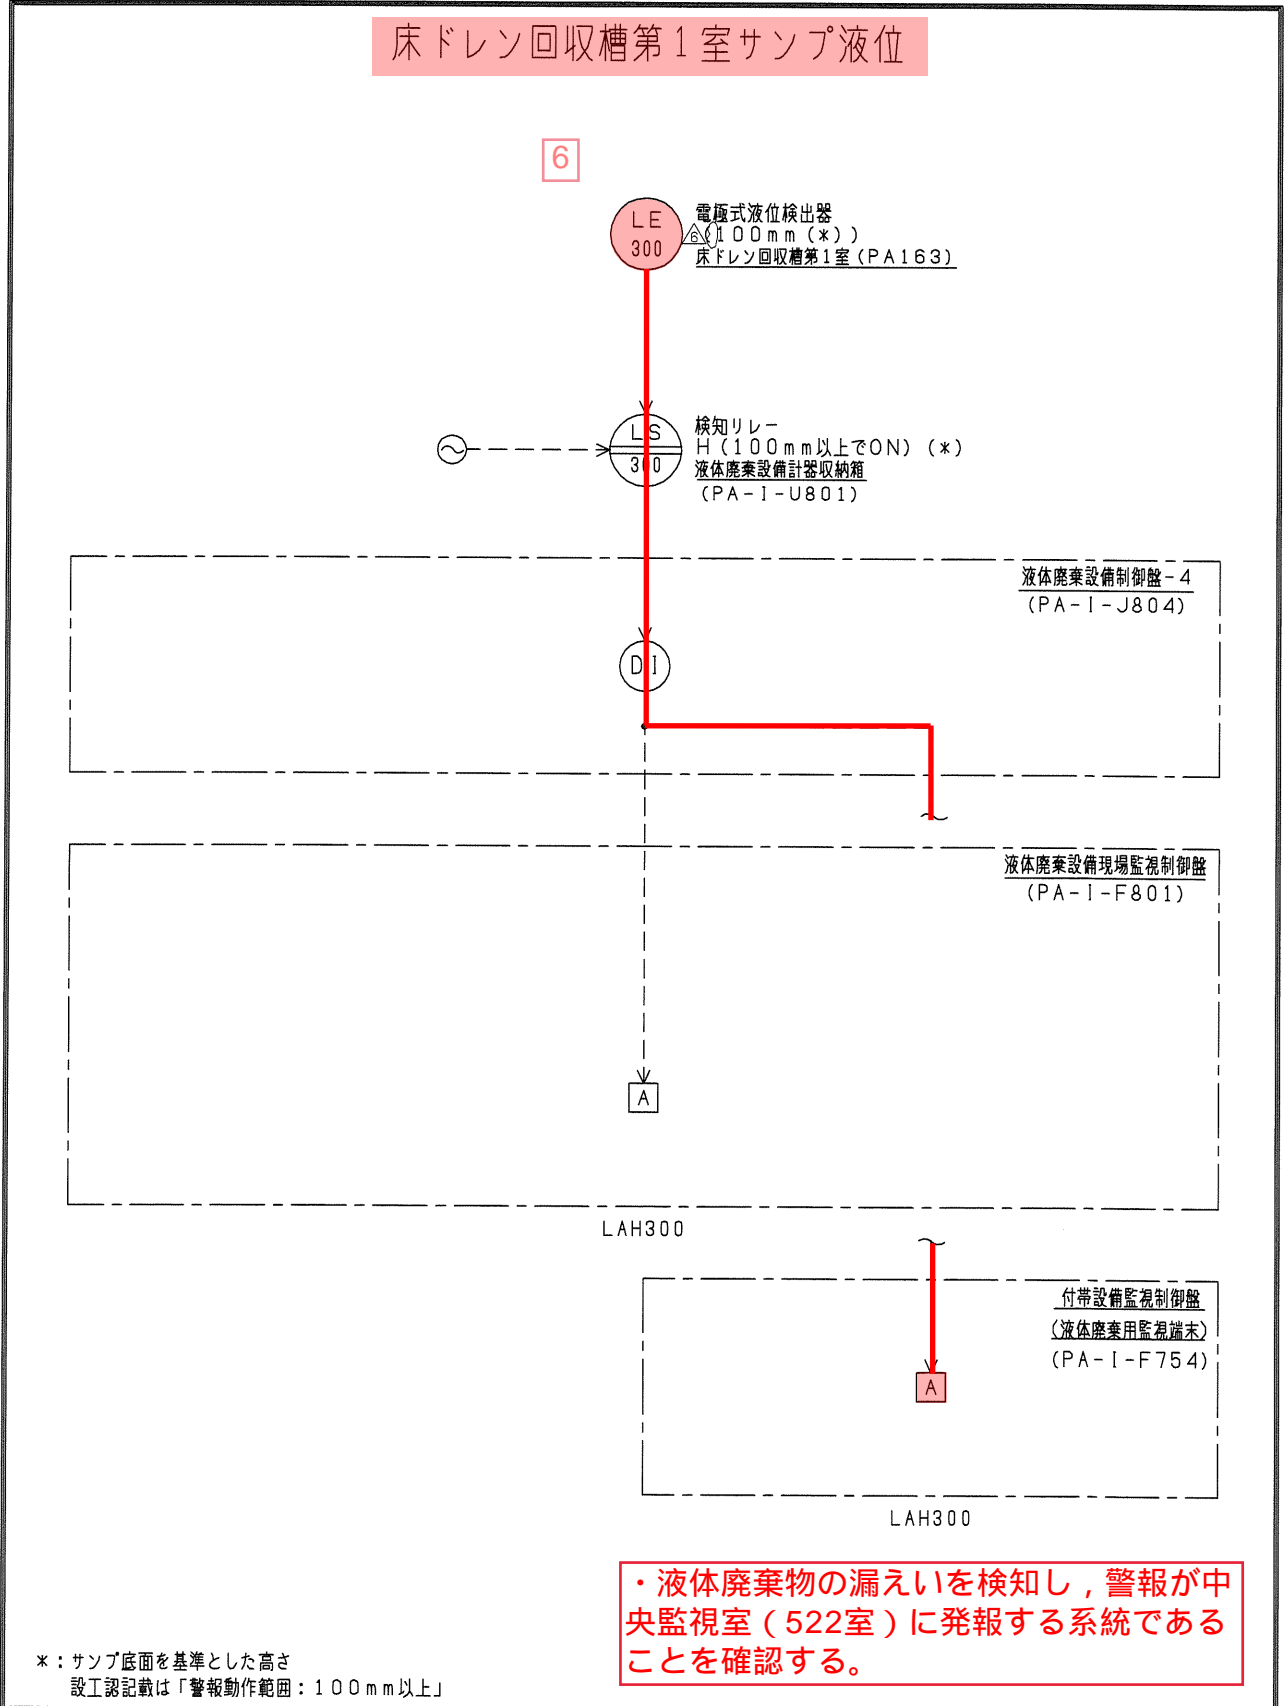 床ドレン回収槽第1室サンプ液位
6
LE
300
電極式液位検出器
6
(100mm(*))
床ドレン回収槽第1室(PA163)
LS
300
検知リレー
H(100mm以上でON)(*)
液体廃棄設備計器収納箱
(PA-I-U801)
液体廃棄設備制御盤-4
(PA-I-J804)
DI
液体廃棄設備現場監視制御盤
(PA-I-F801)
A
LAH300
付帯設備監視制御盤
(液体廃棄用監視端末)
(PA-I-F754)
A
LAH300
・液体廃棄物の漏えいを検知し,警報が中
央監視室(522室)に発報する系統である
ことを確認する。
*:サンプ底面を基準とした高さ
設工認記載は「警報動作範囲:100mm以上」